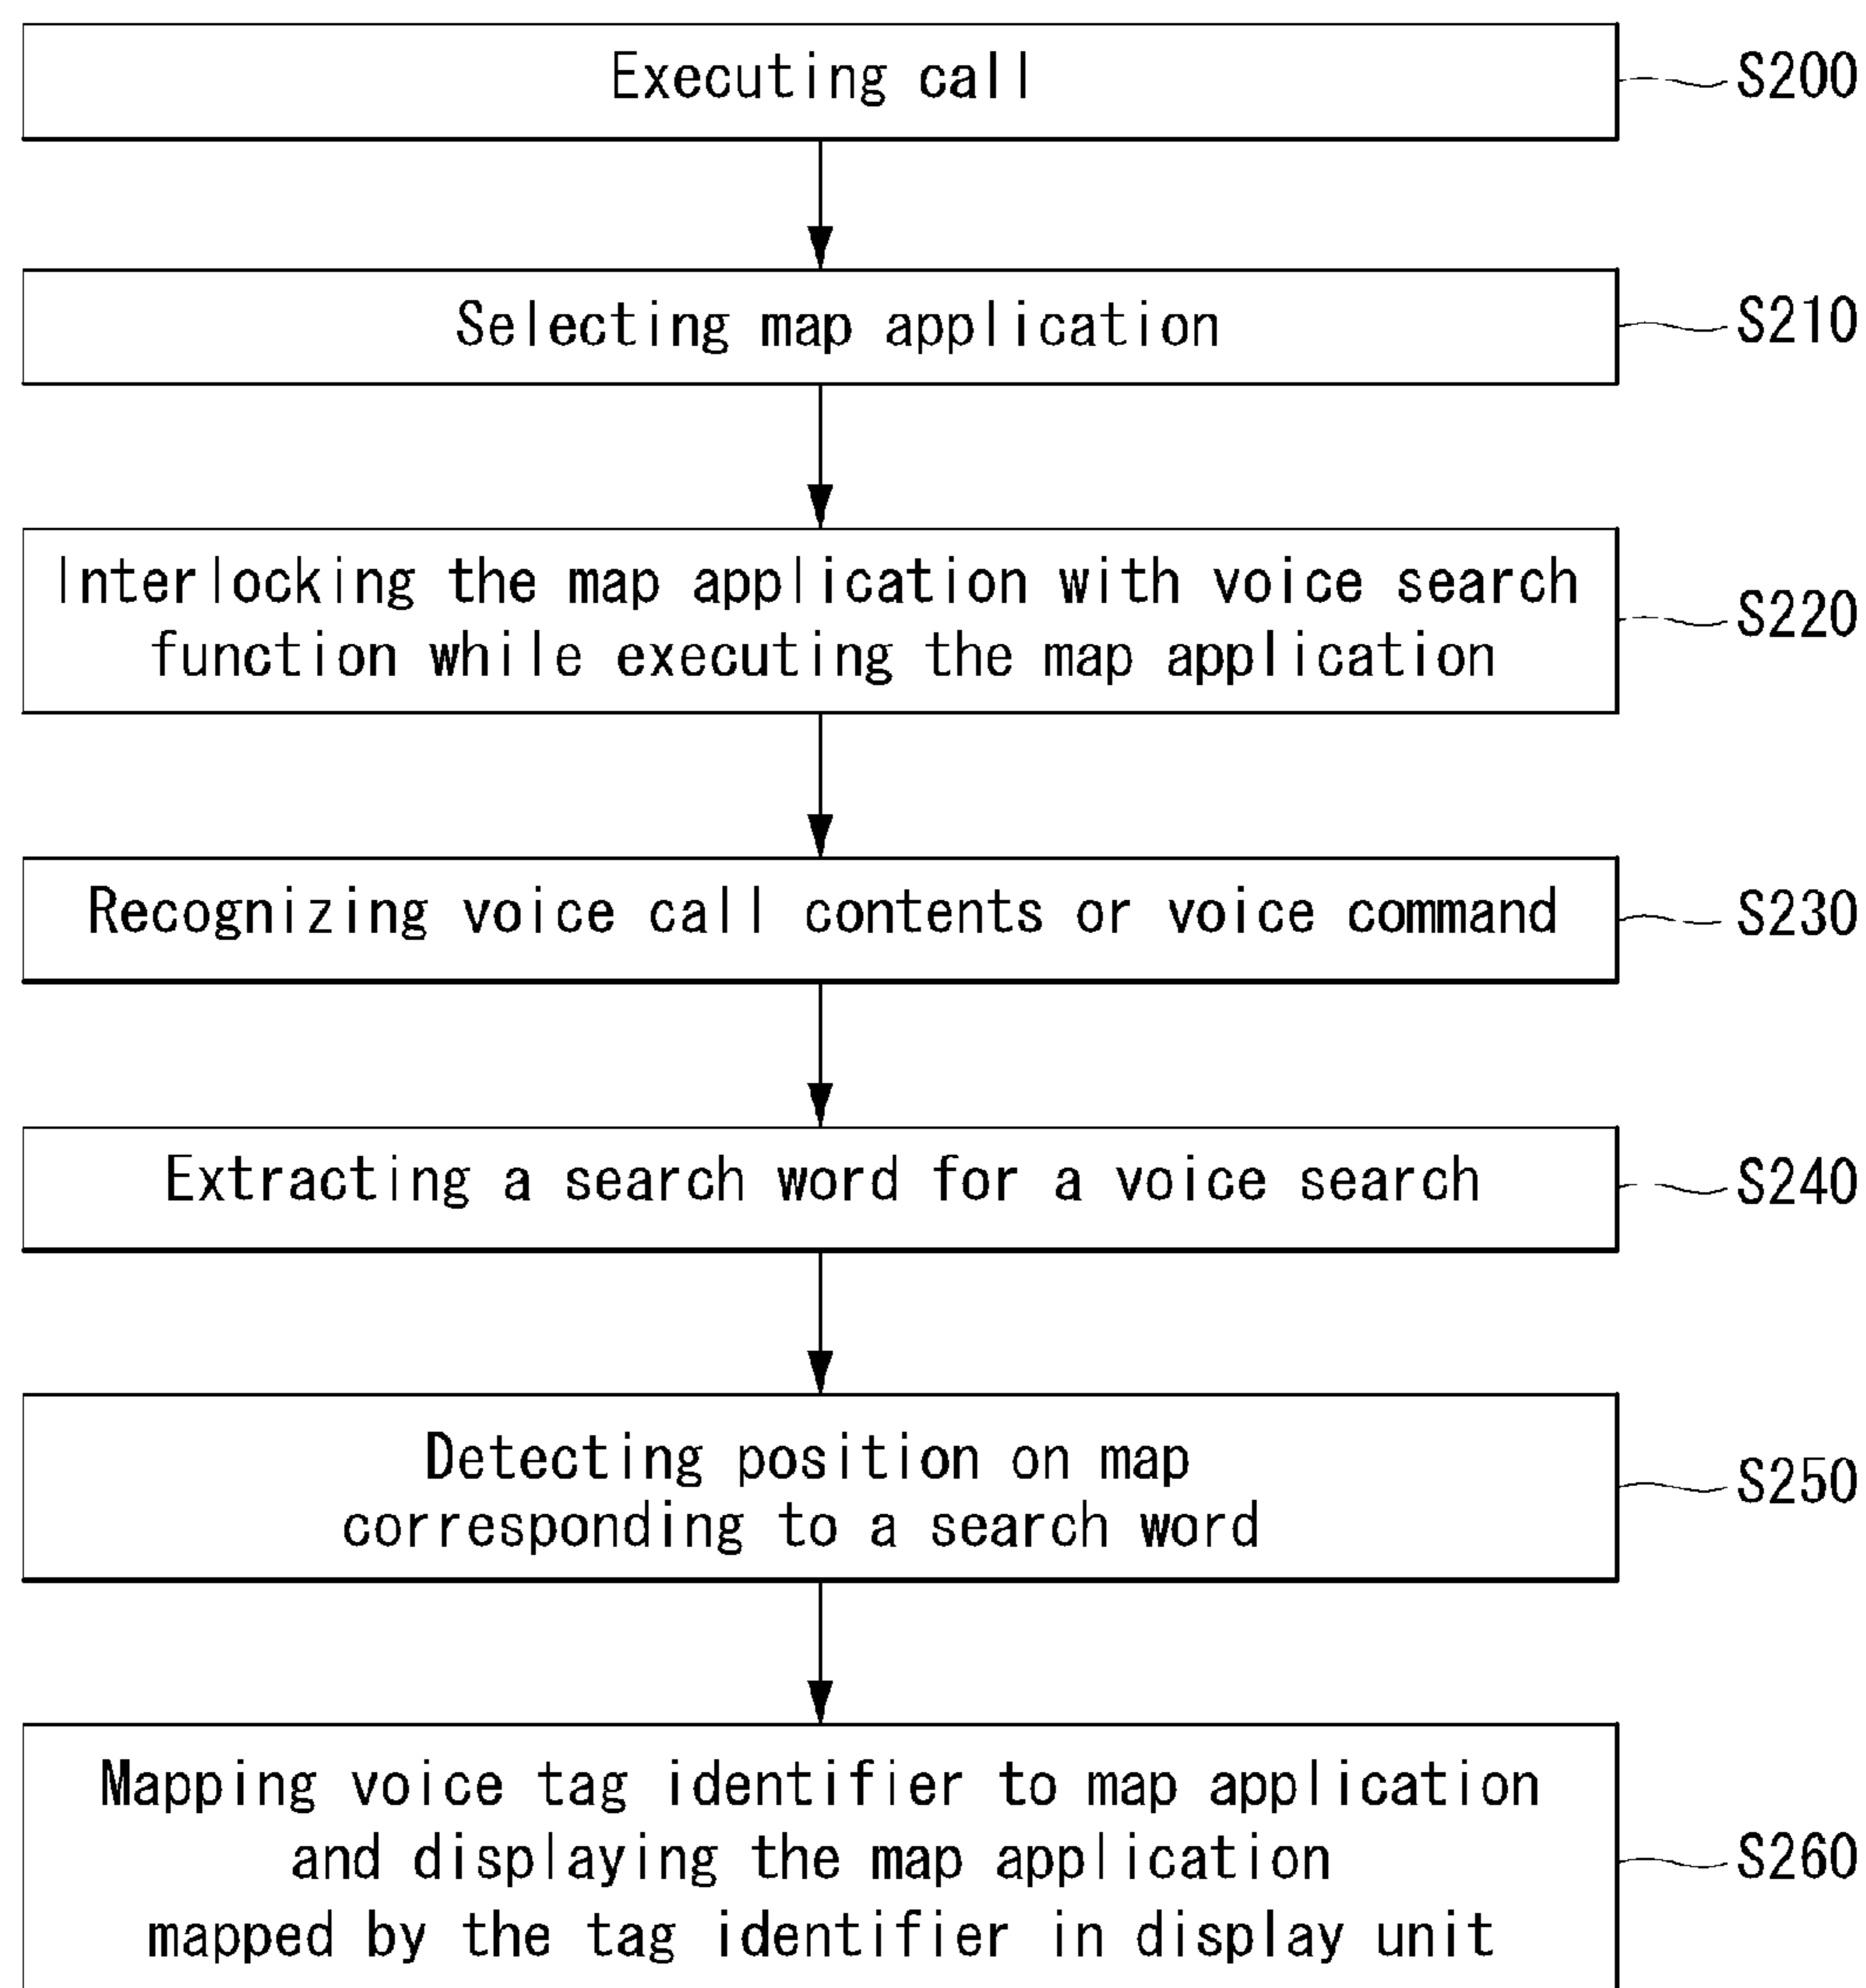 Executing call
S200
Selecting map application
S210
Interlocking the map application with voice search
function while executing the map application
S220
Recognizing voice call contents or voice command
S230
Extracting a search word for a voice search
S240
Detecting position on map
corresponding to a search word
S250
Mapping voice tag identifier to map application
and displaying the map application
mapped by the tag identifier in display unit
S260